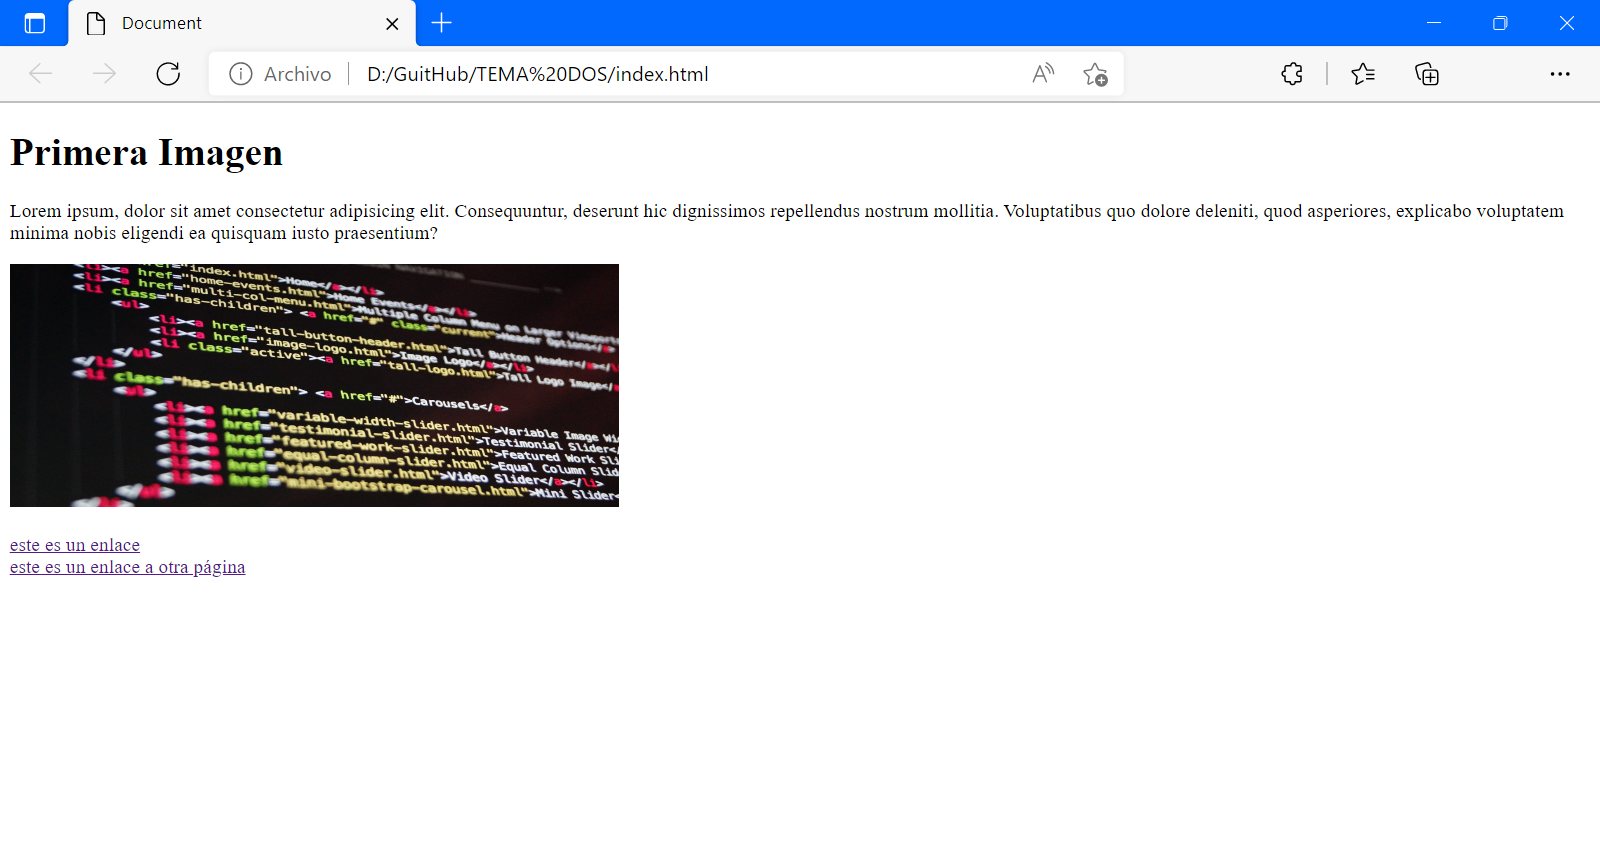 Document
Archivo
D:/GuitHub/TEMA%20DOS/index.html
Primera Imagen
Lorem ipsum, dolor sit amet consectetur adipisicing elit. Consequuntur, deserunt hic dignissimos repellendus nostrum mollitia. Voluptatibus quo dolore deleniti, quod asperiores, explicabo voluptatem
minima nobis eligendi ea quisquam iusto praesentium?
<li><a href="index.html">Home</a></li>
<li><a href="home-events.html">Home Events</a></li>
<li class="has-children"> <a href="#" class="current">Header Options</a>
href="multi-col-menu.html">Multiple Column Menu on Larger Viewports
<ul>
<li><a href="tall-button-header.html">Tall Button Header</a></li>
<li><a href="image-logo.html">Image Logo</a></li>
<li class="active"><a href="tall-logo.html">Tall Logo Image</a
</ul>
</li>
<li class="has-children"> <a href="#">Carousels</a>
<ul>
<li><a href="variable-width-slider.html">Variable Image Wi
<li><a href="testimonial-slider.html">Testimonial Slider</
<li><a href="featured-work-slider.html">Featured Work Sli
<li><a href="equal-column-slider.html">Equal Column Slid
<li><a href="video-slider.html">Video Slider</a></li>
<li><a href="mini-bootstrap-carousel.html">Mini Slider<
</ul>
</li>
este es un enlace
este es un enlace a otra página